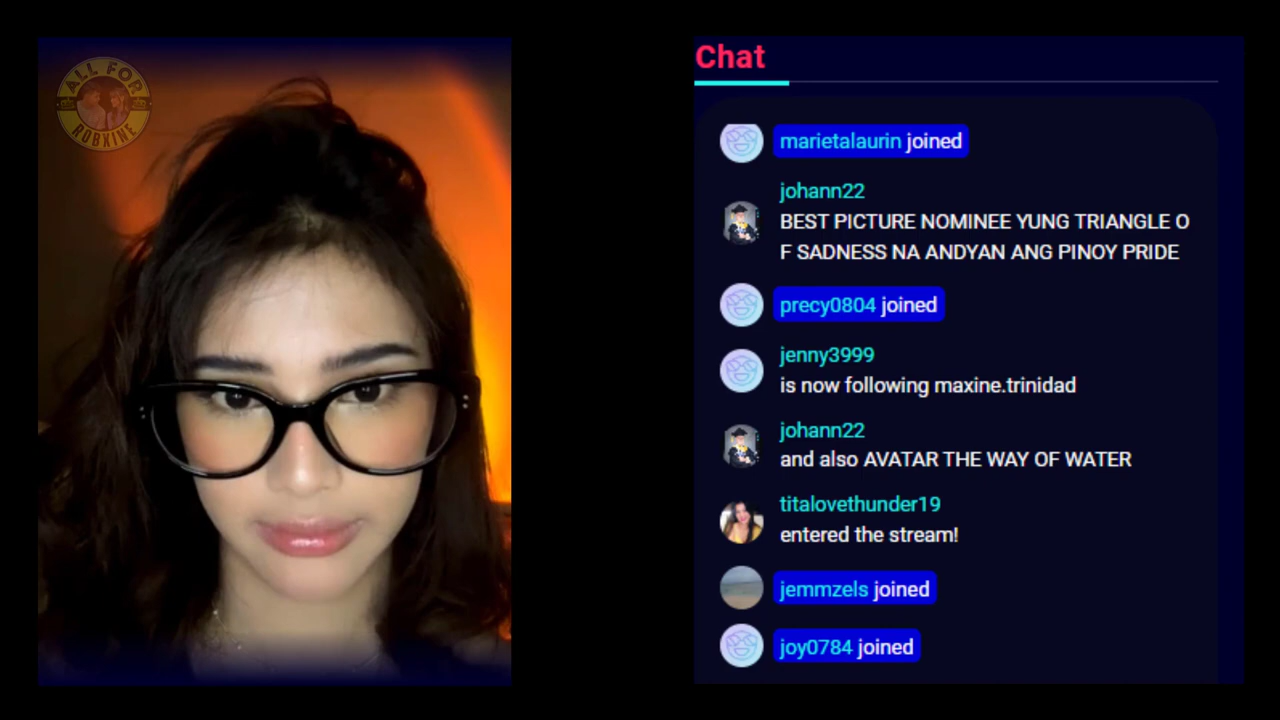 ALL FOR
ROBXINE
Chat
marietalaurin joined
johann22
BEST PICTURE NOMINEE YUNG TRIANGLE O
F SADNESS NA ANDYAN ANG PINOY PRIDE
precy0804 joined
jenny3999
is now following maxine.trinidad
johann22
and also AVATAR THE WAY OF WATER
titalovethunder19
entered the stream!
jemmzels joined
joy0784 joined